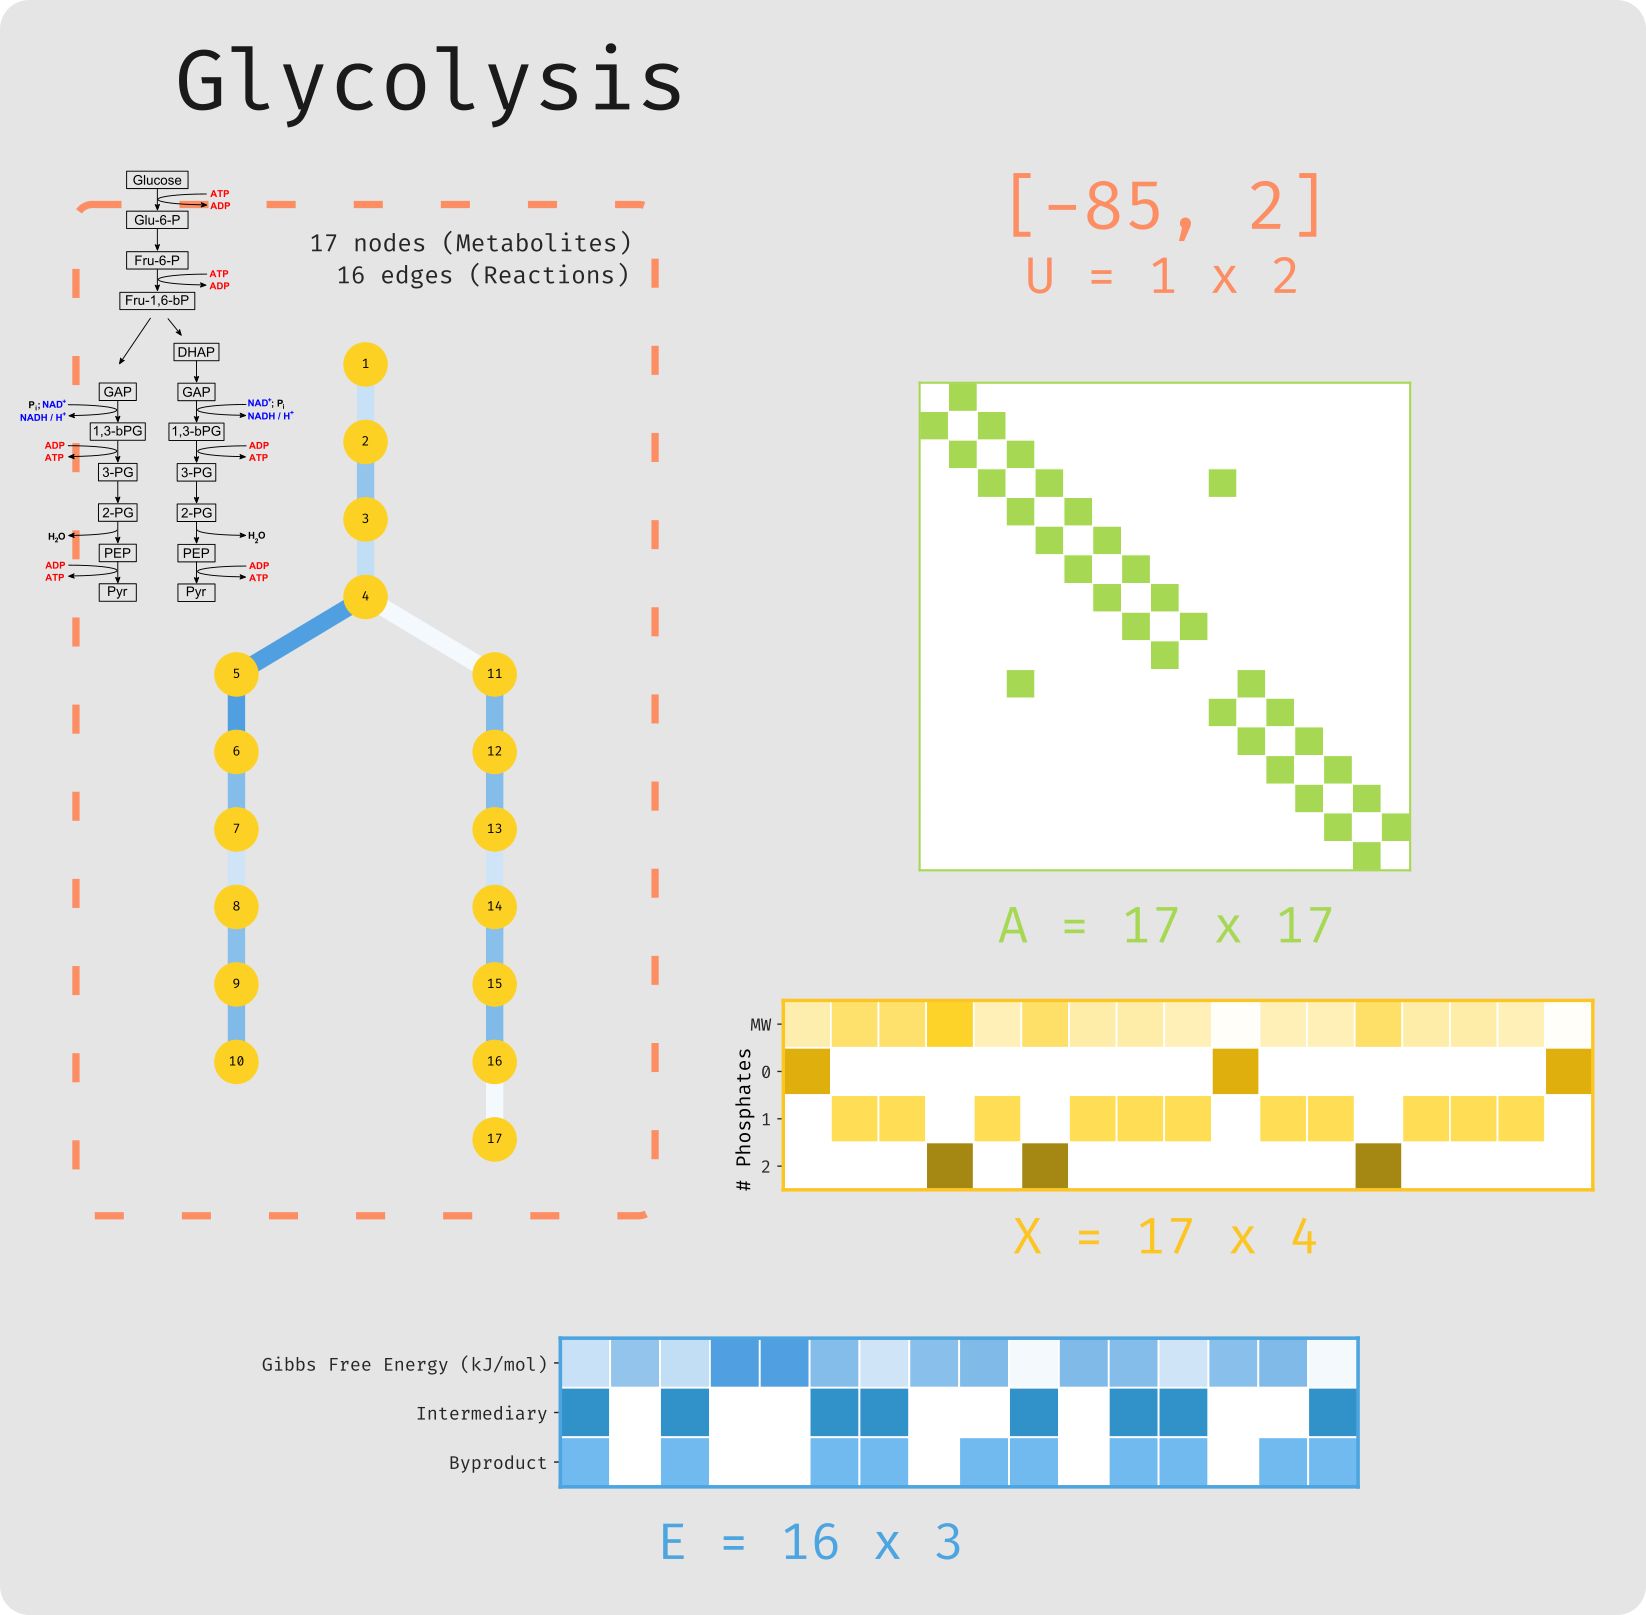 Glycolysis
Glucose
ATP
ADP
Glu-6-P
Fru-6-P
ATP
ADP
Fru-1,6-bP
DHAP
GAP
GAP
Pi; NAD+
NADH / H+
NAD+; Pi
NADH / H+
1,3-bPG
1,3-bPG
ADP
ATP
ADP
ATP
3-PG
3-PG
2-PG
2-PG
H2O
H2O
PEP
PEP
ADP
ATP
ADP
ATP
Pyr
Pyr
17 nodes (Metabolites)
16 edges (Reactions)
1
2
3
4
5
11
6
12
7
13
8
14
9
15
10
16
17
[-85, 2]
U = 1 x 2
A = 17 x 17
MW
# Phosphates
0
1
2
X = 17 x 4
Gibbs Free Energy (kJ/mol)
Intermediary
Byproduct
E = 16 x 3